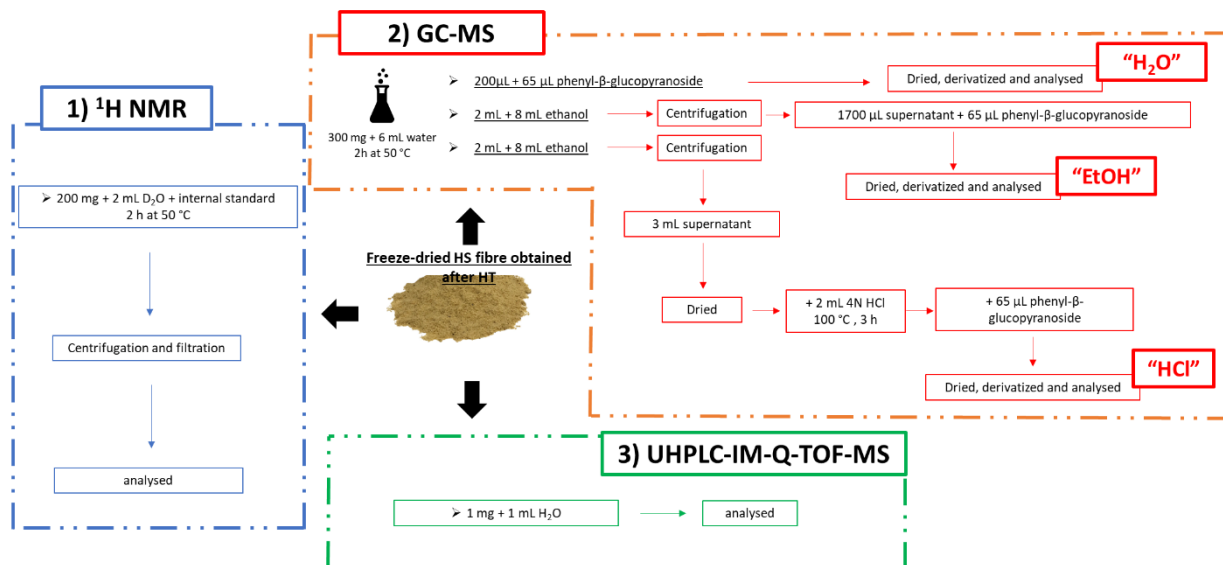 2) GC-MS
"H₂O"
➢ 200µL + 65 µL phenyl-β-glucopyranoside
Dried, derivatized and analysed
1) ¹H NMR
➢ 2 mL + 8 mL ethanol
Centrifugation
1700 µL supernatant + 65 µL phenyl-β-glucopyranoside
300 mg + 6 mL water
2h at 50 °C
➢ 2 mL + 8 mL ethanol
Centrifugation
Dried, derivatized and analysed
"EtOH"
➢ 200 mg + 2 mL D₂O + internal standard
2 h at 50 °C
3 mL supernatant
Freeze-dried HS fibre obtained
after HT
Dried
+ 2 mL 4N HCl
100 °C , 3 h
+ 65 µL phenyl-β-
glucopyranoside
Centrifugation and filtration
"HCl"
Dried, derivatized and analysed
3) UHPLC-IM-Q-TOF-MS
analysed
➢ 1 mg + 1 mL H₂O
analysed